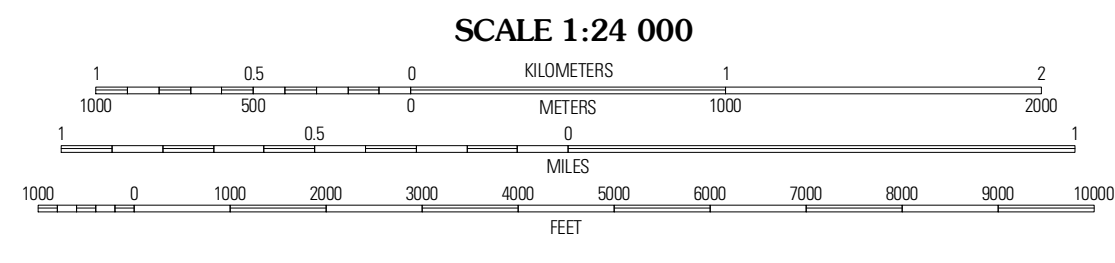 SCALE 1:24 000
1 0.5 0 KILOMETERS 1 2
1000 500 0 METERS 1000 2000
1 0.5 0 1
MILES
1000 0 1000 2000 3000 4000 5000 6000 7000 8000 9000 10000
FEET